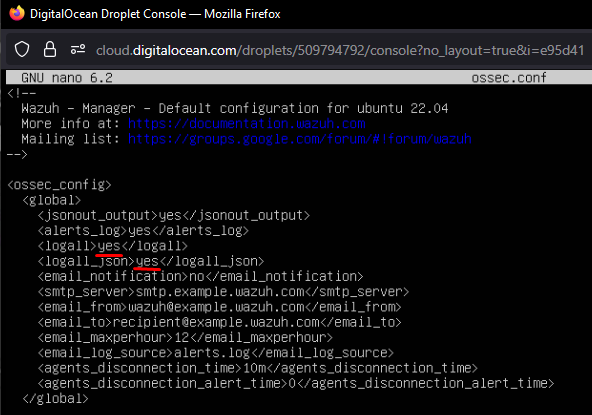 DigitalOcean Droplet Console — Mozilla Firefox
cloud.digitalocean.com/droplets/509794792/console?no_layout=true&i=e95d41
GNU nano 6.2 ossec.conf
<!--
Wazuh - Manager - Default configuration for ubuntu 22.04
More info at: https://documentation.wazuh.com
Mailing list: https://groups.google.com/forum/#!forum/wazuh
-->
<ossec_config>
<global>
<jsonout_output>yes</jsonout_output>
<alerts_log>yes</alerts_log>
<logall>yes</logall>
<logall_json>yes</logall_json>
<email_notification>no</email_notification>
<smtp_server>smtp.example.wazuh.com</smtp_server>
<email_from>wazuh@example.wazuh.com</email_from>
<email_to>recipient@example.wazuh.com</email_to>
<email_maxperhour>12</email_maxperhour>
<email_log_source>alerts.log</email_log_source>
<agents_disconnection_time>10m</agents_disconnection_time>
<agents_disconnection_alert_time>0</agents_disconnection_alert_time>
</global>